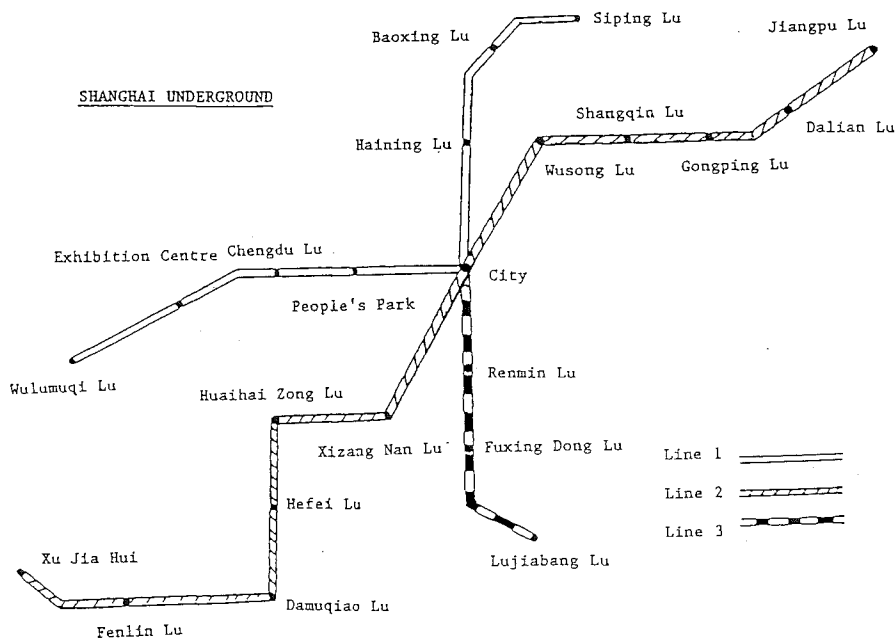 Siping Lu
Baoxing Lu
Jiangpu Lu
SHANGHAI UNDERGROUND
Shangqin Lu
Dalian Lu
Haining Lu
Wusong Lu
Gongping Lu
Exhibition Centre
Chengdu Lu
City
People's Park
Renmin Lu
Wulumuqi Lu
Huaihai Zong Lu
Xizang Nan Lu
Fuxing Dong Lu
Line 1
Line 2
Hefei Lu
Line 3
Xu Jia Hui
Lujiabang Lu
Damuqiao Lu
Fenlin Lu